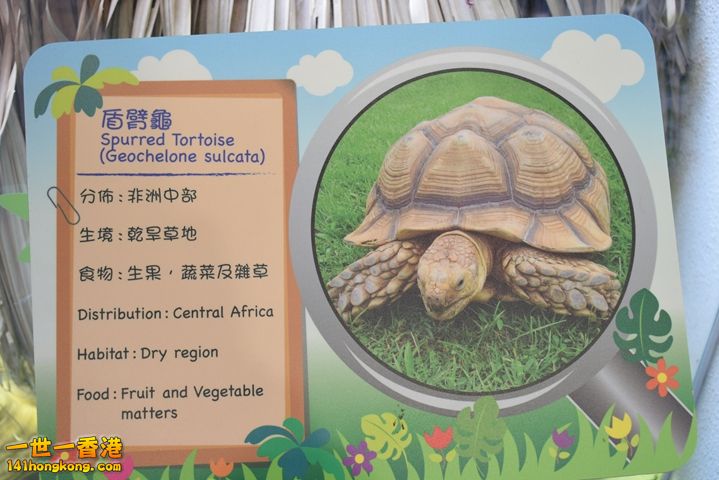 盾臂龜
Spurred Tortoise
(Geochelone sulcata)
分佈：非洲中部
生境：乾旱草地
食物：生果，蔬菜及雜草
Distribution : Central Africa
Habitat : Dry region
Food : Fruit and Vegetable
matters
一世一香港
141hongkong.com